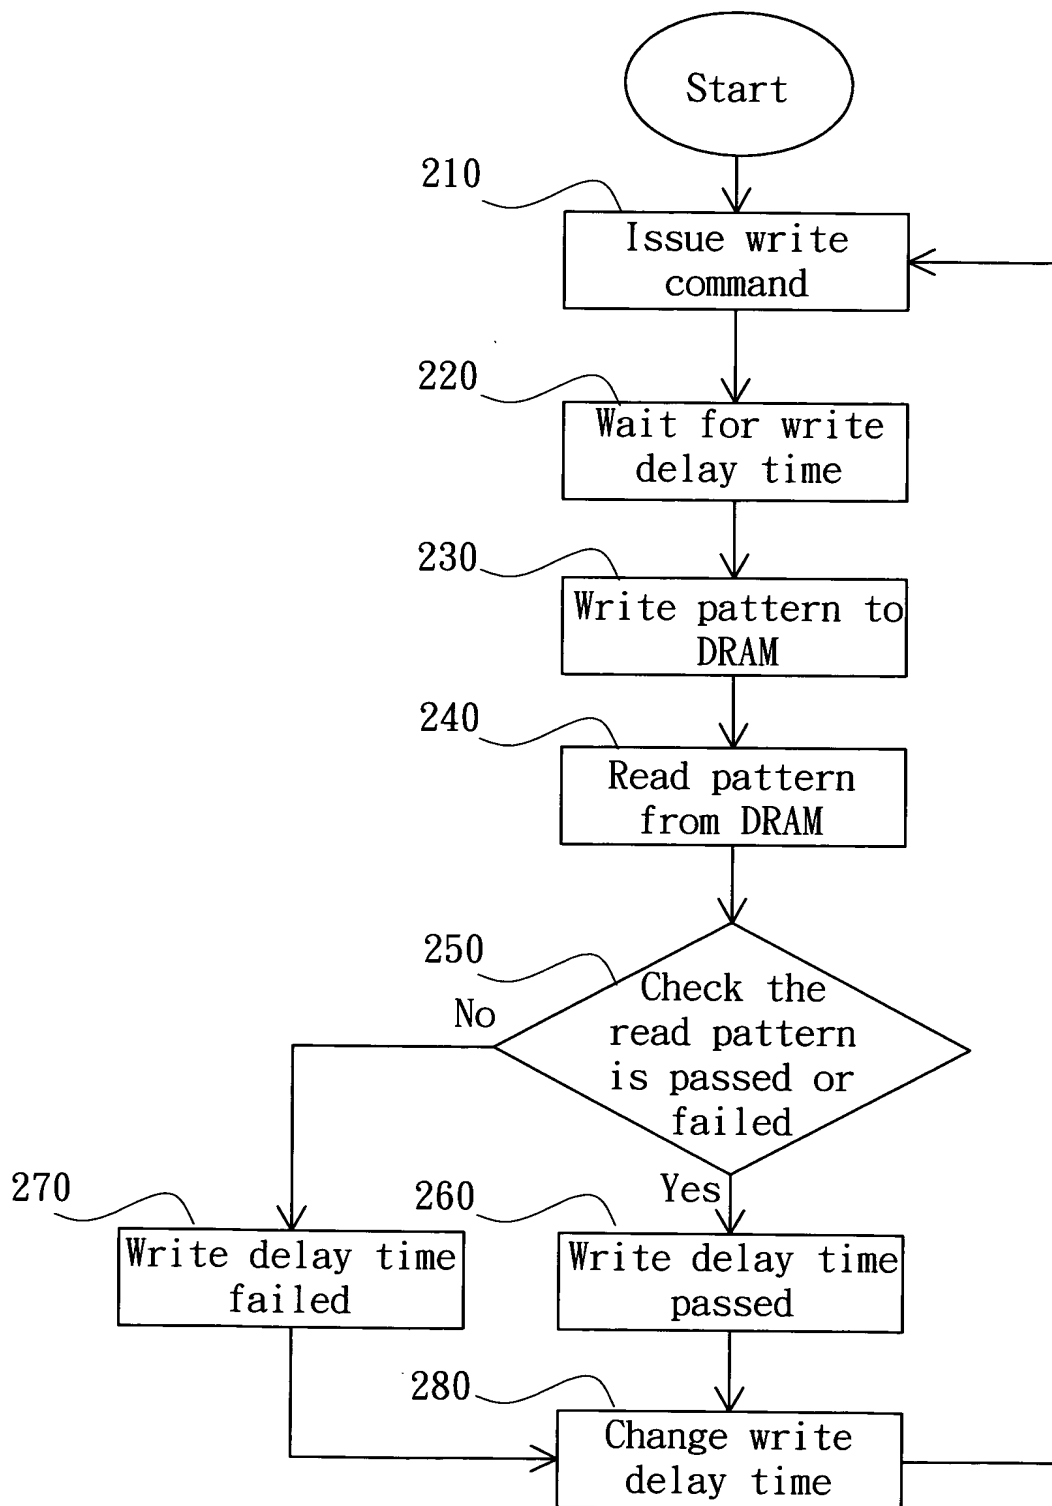 Start
210
Issue write
command
220
Wait for write
delay time
230
Write pattern to
DRAM
240
Read pattern
from DRAM
250
No
Check the
read pattern
is passed or
failed
Yes
270
260
Write delay time
failed
Write delay time
passed
280
Change write
delay time